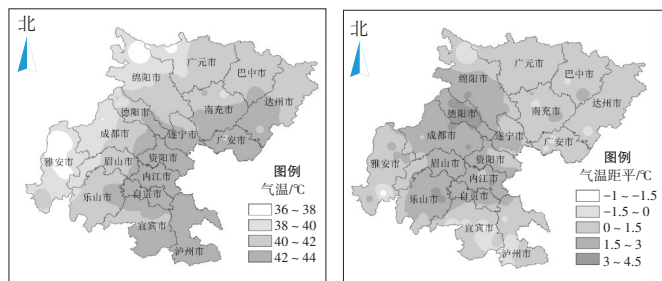 北
绵阳市
广元市
巴中市
达州市
德阳市
南充市
成都市
遂宁市
广安市
雅安市
眉山市
资阳市
内江市
乐山市
自贡市
宜宾市
泸州市
图例
气温/℃
36～38
38～40
40～42
42～44
北
绵阳市
广元市
巴中市
达州市
德阳市
南充市
成都市
遂宁市
广安市
雅安市
眉山市
资阳市
内江市
乐山市
自贡市
宜宾市
泸州市
图例
气温距平/℃
-1～-1.5
-1.5～0
0～1.5
1.5～3
3～4.5